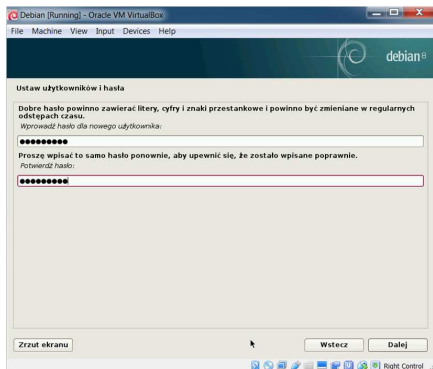 Debian [Running] - Oracle VM VirtualBox
File Machine View Input Devices Help
debian 8
Ustaw użytkowników i hasła
Dobre hasło powinno zawierać litery, cyfry i znaki przestankowe i powinno być zmieniane w regularnych
odstępach czasu.
Wprowadź hasło dla nowego użytkownika:
●●●●●●●●●
Proszę wpisać to samo hasło ponownie, aby upewnić się, że zostało wpisane poprawnie.
Potwierdź hasło:
●●●●●●●●●
Zrzut ekranu
Wstecz
Dalej
Right Control